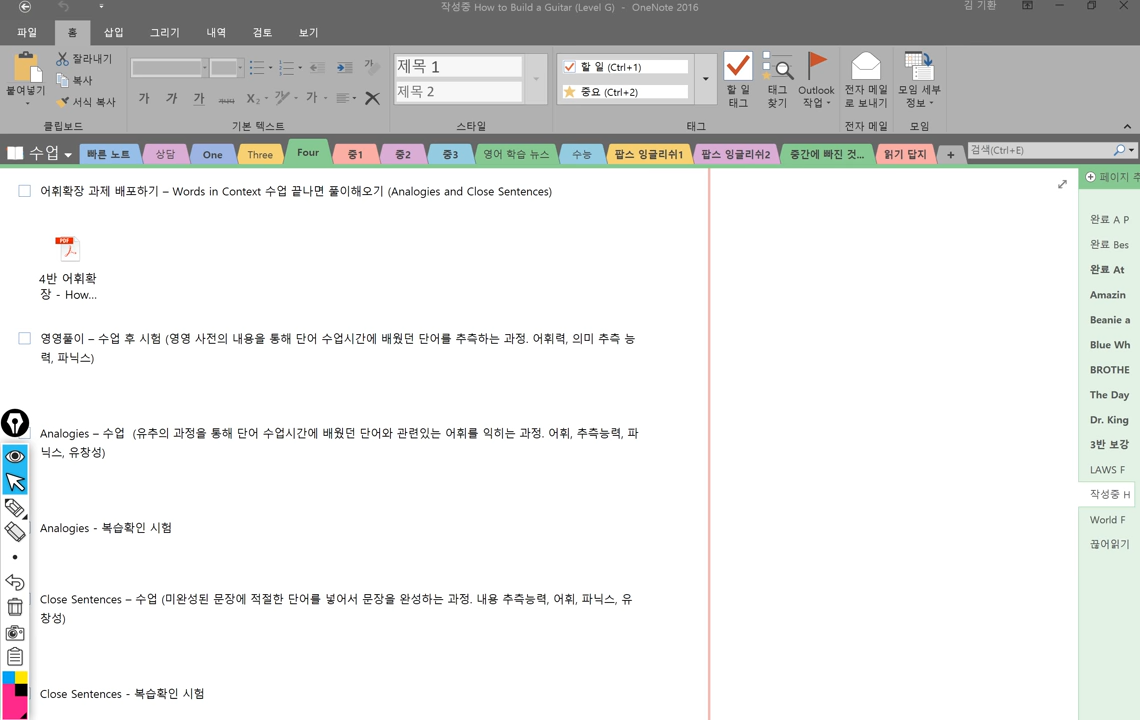 작성중 How to Build a Guitar (Level G) - OneNote 2016
김 기환
파일 홈 삽입 그리기 내역 검토 보기
붙여넣기
잘라내기
복사
서식 복사
클립보드
가 가 가 X₂ 가
기본 텍스트
제목 1
제목 2
스타일
할 일 (Ctrl+1)
중요 (Ctrl+2)
할 일 태그
태그 찾기
Outlook 작업
태그
전자 메일로 보내기
전자 메일
모임 세부 정보
모임
수업 빠른 노트 상담 One Three Four 중1 중2 중3 영어 학습 뉴스 수능 팝스 잉글리쉬1 팝스 잉글리쉬2 중간에 빠진 것... 읽기 답지 +
검색(Ctrl+E)
어휘확장 과제 배포하기 – Words in Context 수업 끝나면 풀이해오기 (Analogies and Close Sentences)
PDF
4반 어휘확
장 - How...
영영풀이 – 수업 후 시험 (영영 사전의 내용을 통해 단어 수업시간에 배웠던 단어를 추측하는 과정. 어휘력, 의미 추측 능
력, 파닉스)
Analogies – 수업 (유추의 과정을 통해 단어 수업시간에 배웠던 단어와 관련있는 어휘를 익히는 과정. 어휘, 추측능력, 파
닉스, 유창성)
Analogies - 복습확인 시험
Close Sentences – 수업 (미완성된 문장에 적절한 단어를 넣어서 문장을 완성하는 과정. 내용 추측능력, 어휘, 파닉스, 유
창성)
Close Sentences - 복습확인 시험
페이지 추
완료 A P
완료 Bes
완료 At
Amazin
Beanie a
Blue Wh
BROTHE
The Day
Dr. King
3반 보강
LAWS F
작성중 H
World F
끊어읽기